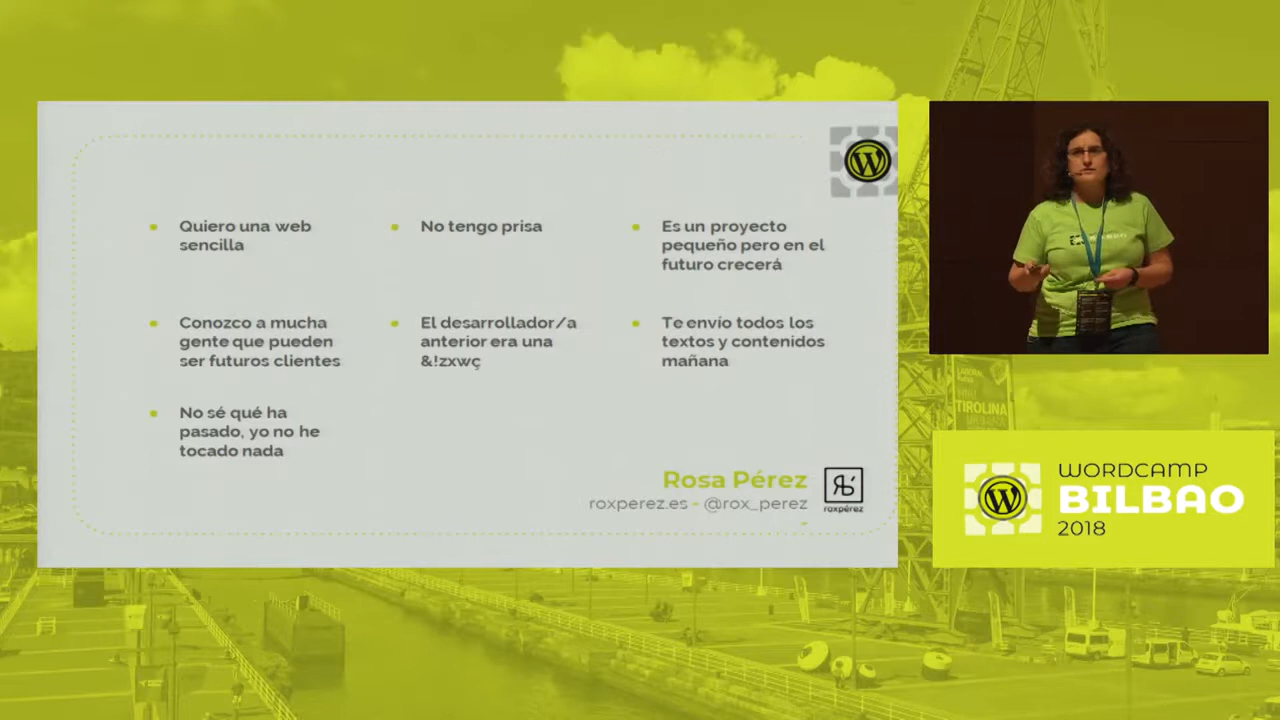 Quiero una web
sencilla
No tengo prisa
Es un proyecto
pequeño pero en el
futuro crecerá
Conozco a mucha
gente que pueden
ser futuros clientes
El desarrollador/a
anterior era una
&!zxwç
Te envío todos los
textos y contenidos
mañana
No sé qué ha
pasado, yo no he
tocado nada
Rosa Pérez
roxperez.es - @rox_perez
roxpérez
TIROLINA
WORDCAMP
BILBAO
2018